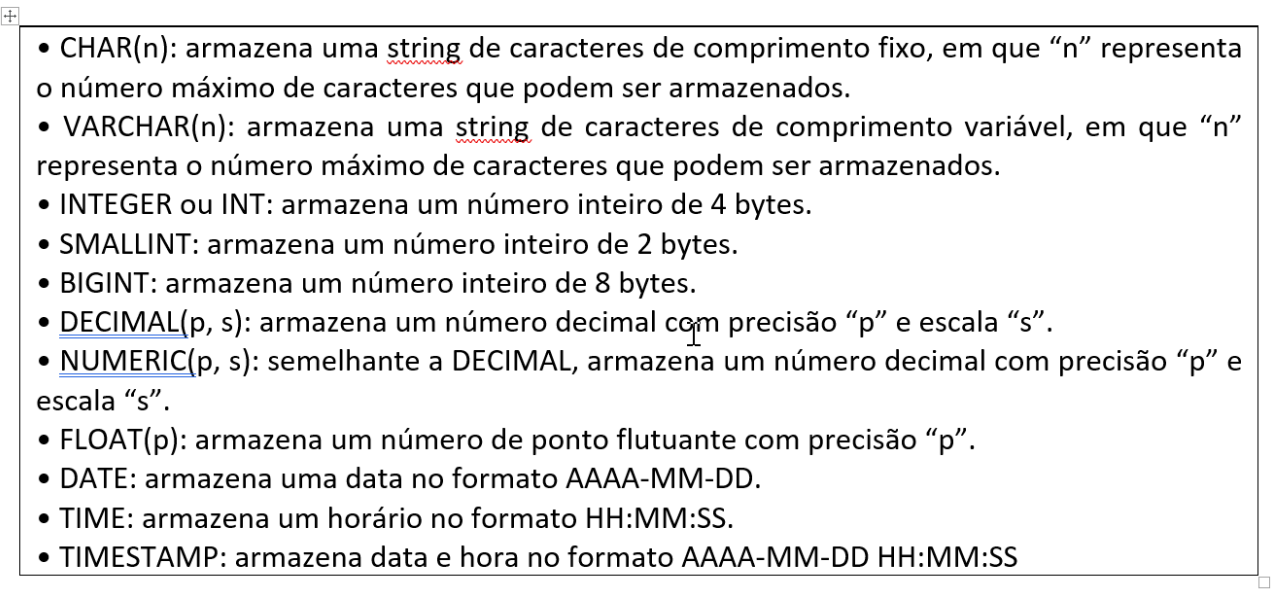 • CHAR(n): armazena uma string de caracteres de comprimento fixo, em que “n” representa
o número máximo de caracteres que podem ser armazenados.
• VARCHAR(n): armazena uma string de caracteres de comprimento variável, em que “n”
representa o número máximo de caracteres que podem ser armazenados.
• INTEGER ou INT: armazena um número inteiro de 4 bytes.
• SMALLINT: armazena um número inteiro de 2 bytes.
• BIGINT: armazena um número inteiro de 8 bytes.
• DECIMAL(p, s): armazena um número decimal com precisão “p” e escala “s”.
• NUMERIC(p, s): semelhante a DECIMAL, armazena um número decimal com precisão “p” e
escala “s”.
• FLOAT(p): armazena um número de ponto flutuante com precisão “p”.
• DATE: armazena uma data no formato AAAA-MM-DD.
• TIME: armazena um horário no formato HH:MM:SS.
• TIMESTAMP: armazena data e hora no formato AAAA-MM-DD HH:MM:SS